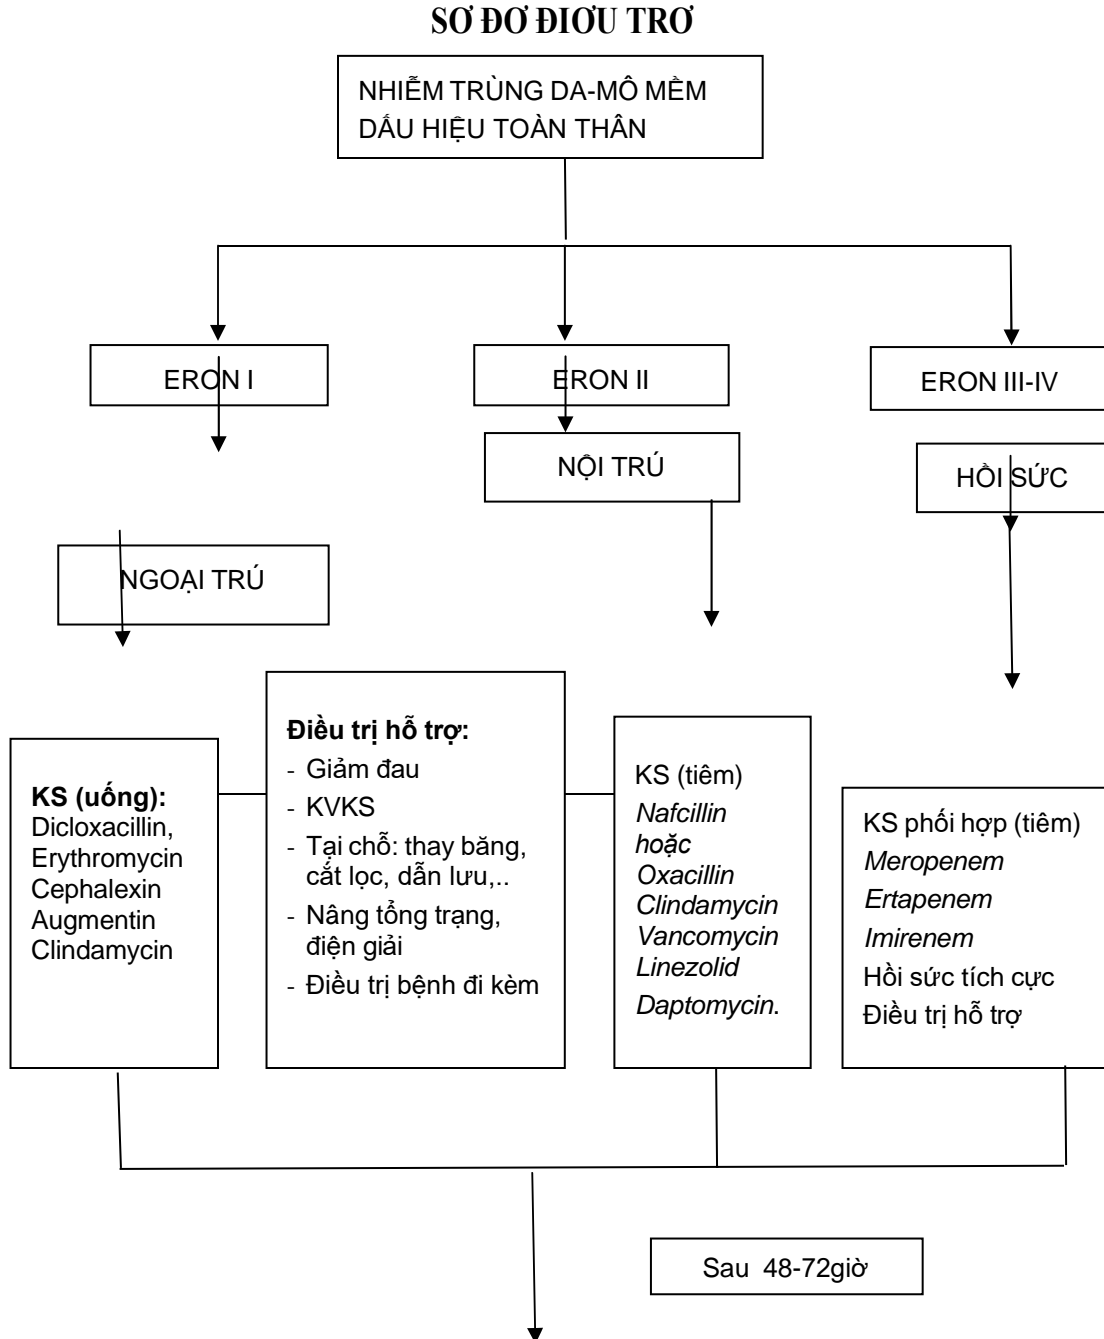 SƠ ĐƠ ĐIƠU TRƠ
NHIỄM TRÙNG DA-MÔ MỀM
DẤU HIỆU TOÀN THÂN
ERON I
ERON II
ERON III-IV
NỘI TRÚ
HỒI SỨC
NGOẠI TRÚ
KS (uống):
Dicloxacillin,
Erythromycin
Cephalexin
Augmentin
Clindamycin
Điều trị hỗ trợ:
- Giảm đau
- KVKS
- Tại chỗ: thay băng,
cắt lọc, dẫn lưu,..
- Nâng tổng trạng,
điện giải
- Điều trị bệnh đi kèm
KS (tiêm)
Nafcillin
hoặc
Oxacillin
Clindamycin
Vancomycin
Linezolid
Daptomycin.
KS phối hợp (tiêm)
Meropenem
Ertapenem
Imirenem
Hồi sức tích cực
Điều trị hỗ trợ
Sau 48-72giờ